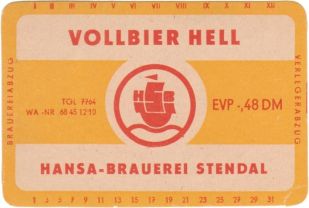 I II III IV V VI VII VIII IX X XI XII
VOLLBIER HELL
BRAUEREIABZUG
TGL 7764
WA-NR 68 45 12 10
HSB
EVP -,48 DM
VERLEGERABZUG
HANSA-BRAUEREI STENDAL
1 3 5 7 9 11 13 15 17 19 21 23 25 27 29 31